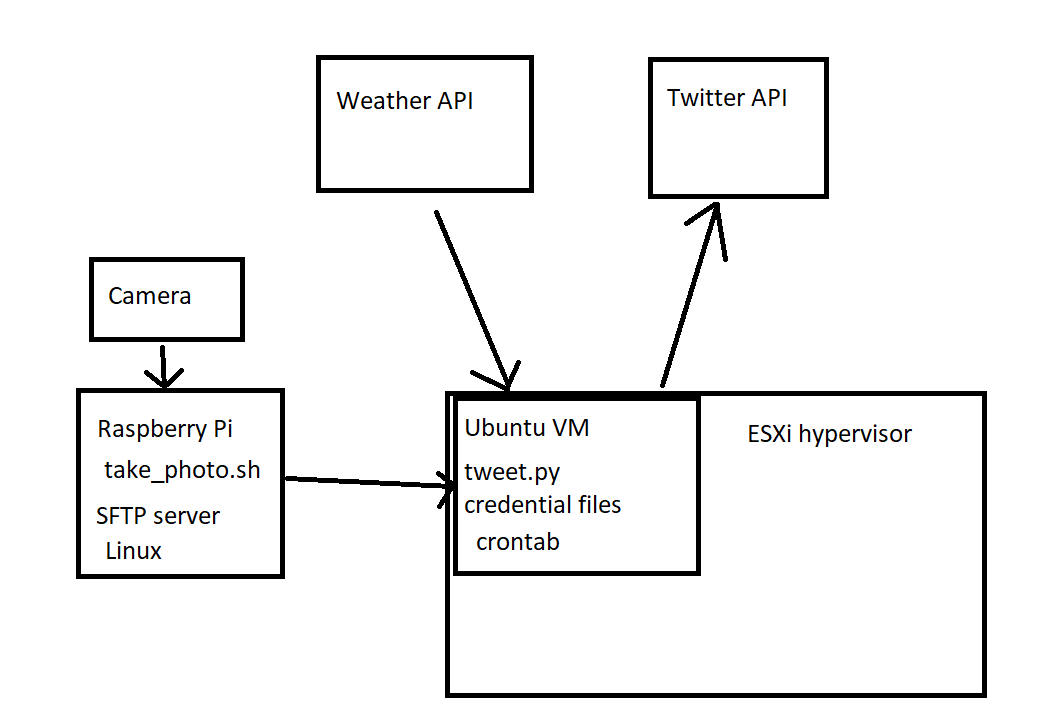 Weather API
Twitter API
Camera
Raspberry Pi
take_photo.sh
SFTP server
Linux
Ubuntu VM
tweet.py
credential files
crontab
ESXi hypervisor